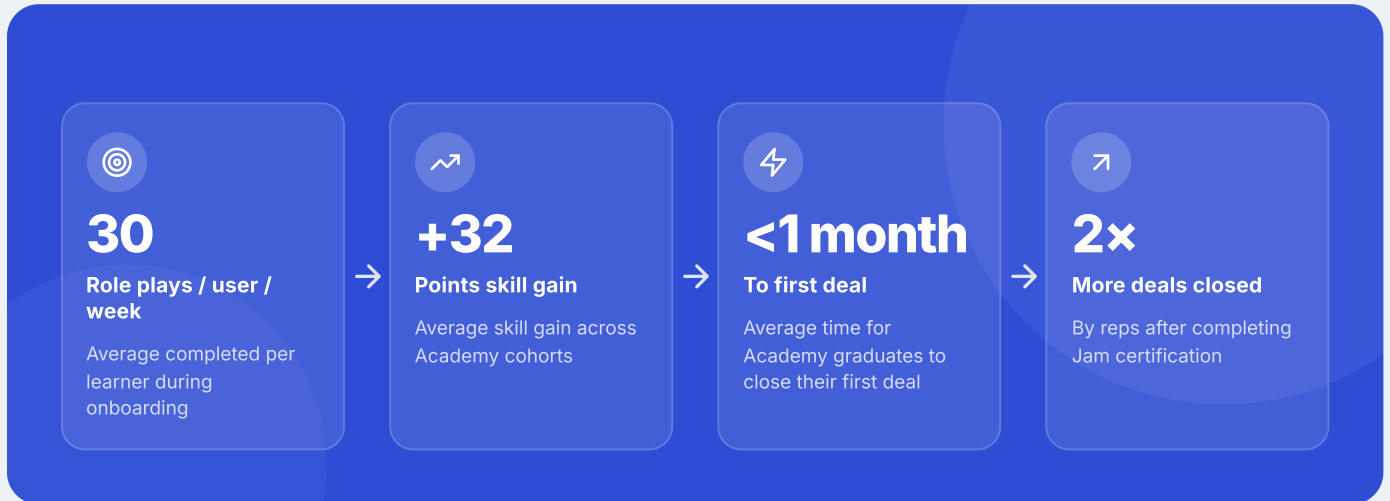 30
Role plays / user /
week
Average completed per
learner during
onboarding
+32
Points skill gain
Average skill gain across
Academy cohorts
<1 month
To first deal
Average time for
Academy graduates to
close their first deal
2×
More deals closed
By reps after completing
Jam certification